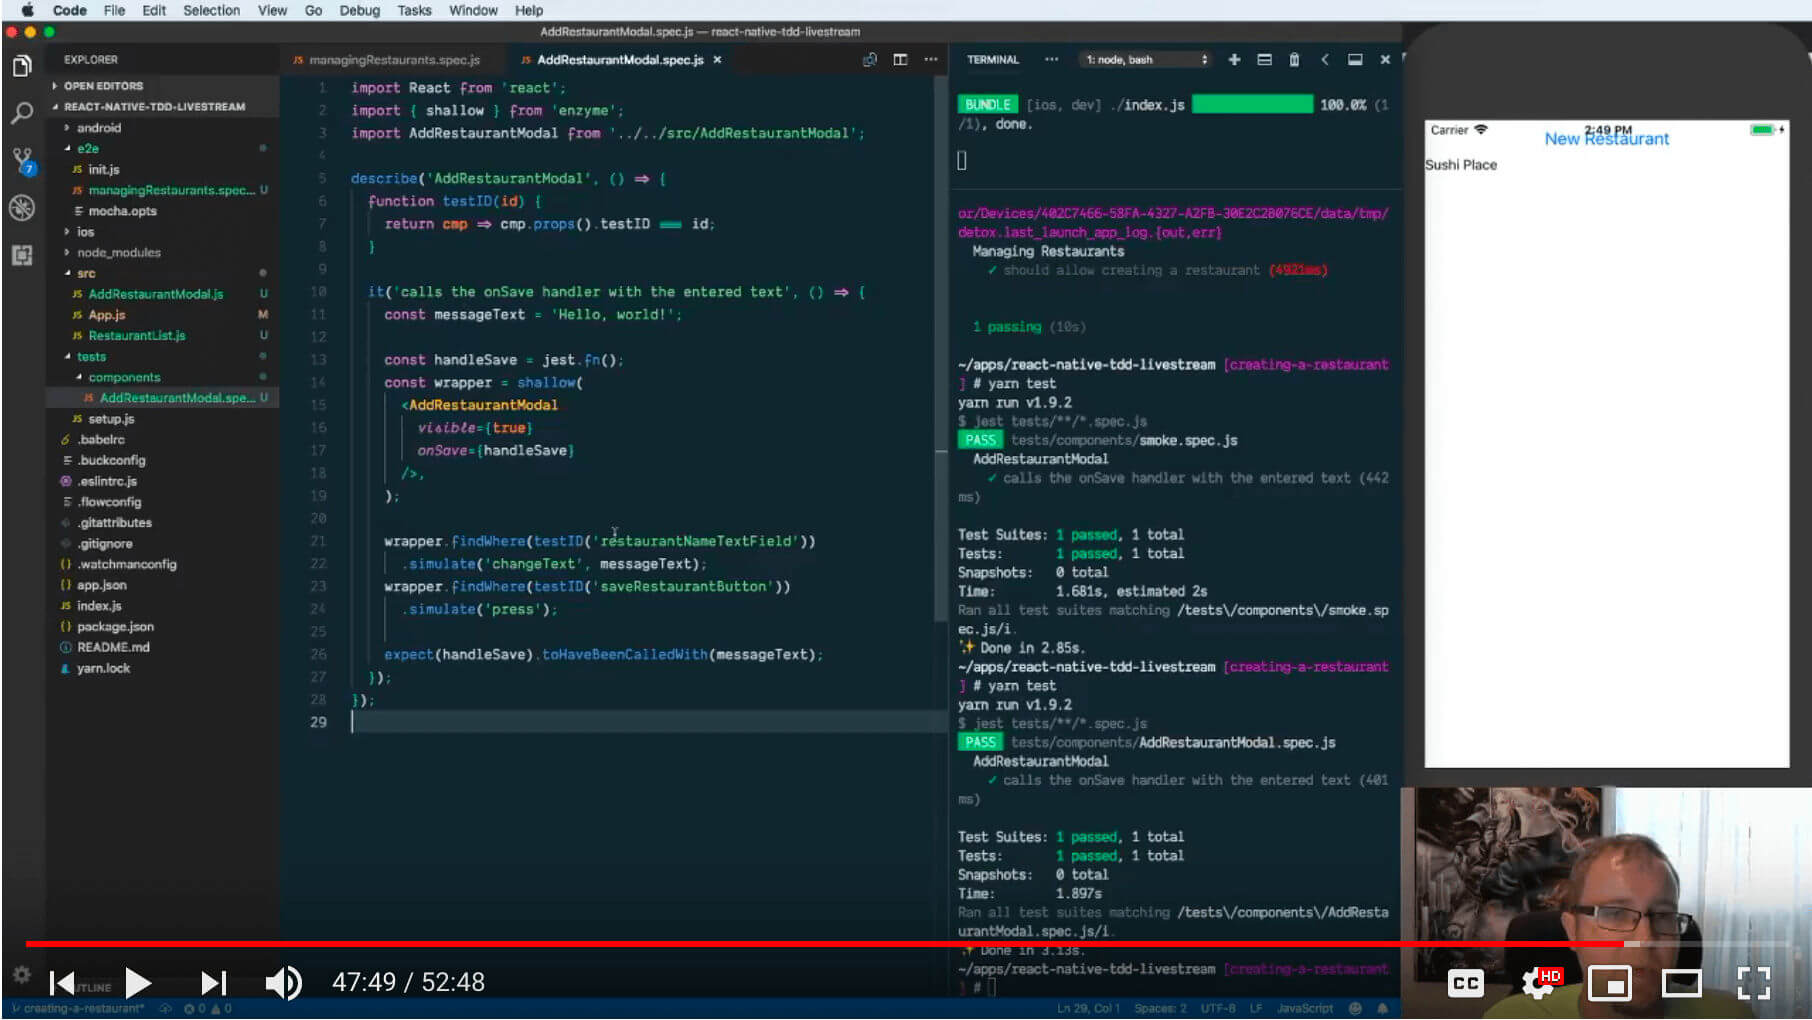 Code File Edit Selection View Go Debug Tasks Window Help
AddRestaurantModal.spec.js — react-native-tdd-livestream
EXPLORER
OPEN EDITORS
REACT-NATIVE-TDD-LIVESTREAM
android
e2e
init.js
managingRestaurants.spec... U
mocha.opts
ios
node_modules
src
AddRestaurantModal.js U
App.js M
RestaurantList.js U
tests
components
AddRestaurantModal.spe... U
setup.js
.babelrc
.buckconfig
.eslintrc.js
.flowconfig
.gitattributes
.gitignore
.watchmanconfig
app.json
index.js
package.json
README.md
yarn.lock
7
managingRestaurants.spec.js
AddRestaurantModal.spec.js ×
1 import React from 'react';
2 import { shallow } from 'enzyme';
3 import AddRestaurantModal from '../../src/AddRestaurantModal';
4
5 describe('AddRestaurantModal', () => {
6 function testID(id) {
7 return cmp => cmp.props().testID === id;
8 }
9
10 it('calls the onSave handler with the entered text', () => {
11 const messageText = 'Hello, world!';
12
13 const handleSave = jest.fn();
14 const wrapper = shallow(
15 <AddRestaurantModal
16 visible={true}
17 onSave={handleSave}
18 />,
19 );
20
21 wrapper.findWhere(testID('restaurantNameTextField'))
22 .simulate('changeText', messageText);
23 wrapper.findWhere(testID('saveRestaurantButton'))
24 .simulate('press');
25
26 expect(handleSave).toHaveBeenCalledWith(messageText);
27 });
28 });
29
TERMINAL ··· 1: node, bash
BUNDLE [ios, dev] ./index.js 100.0% (1
/1), done.
or/Devices/402C7466-58FA-4327-A2FB-30E2C28076CE/data/tmp/
detox.last_launch_app_log.{out,err}
Managing Restaurants
✓ should allow creating a restaurant (4921ms)
1 passing (10s)
~/apps/react-native-tdd-livestream [creating-a-restaurant
] # yarn test
yarn run v1.9.2
$ jest tests/**/*.spec.js
PASS tests/components/smoke.spec.js
AddRestaurantModal
✓ calls the onSave handler with the entered text (442
ms)
Test Suites: 1 passed, 1 total
Tests: 1 passed, 1 total
Snapshots: 0 total
Time: 1.681s, estimated 2s
Ran all test suites matching /tests\/components\/smoke.sp
ec.js/i.
✨ Done in 2.85s.
~/apps/react-native-tdd-livestream [creating-a-restaurant
] # yarn test
yarn run v1.9.2
$ jest tests/**/*.spec.js
PASS tests/components/AddRestaurantModal.spec.js
AddRestaurantModal
✓ calls the onSave handler with the entered text (401
ms)
Test Suites: 1 passed, 1 total
Tests: 1 passed, 1 total
Snapshots: 0 total
Time: 1.897s
Ran all test suites matching /tests\/components\/AddResta
urantModal.spec.js/i.
✨ Done in 3.13s.
~/apps/react-native-tdd-livestream [creating-a-restaurant
] #
Carrier 2:49 PM
New Restaurant
Sushi Place
47:49 / 52:48
CC HD
UTLINE
creating-a-restaurant* 0 0
Ln 29, Col 1 Spaces: 2 UTF-8 LF JavaScript